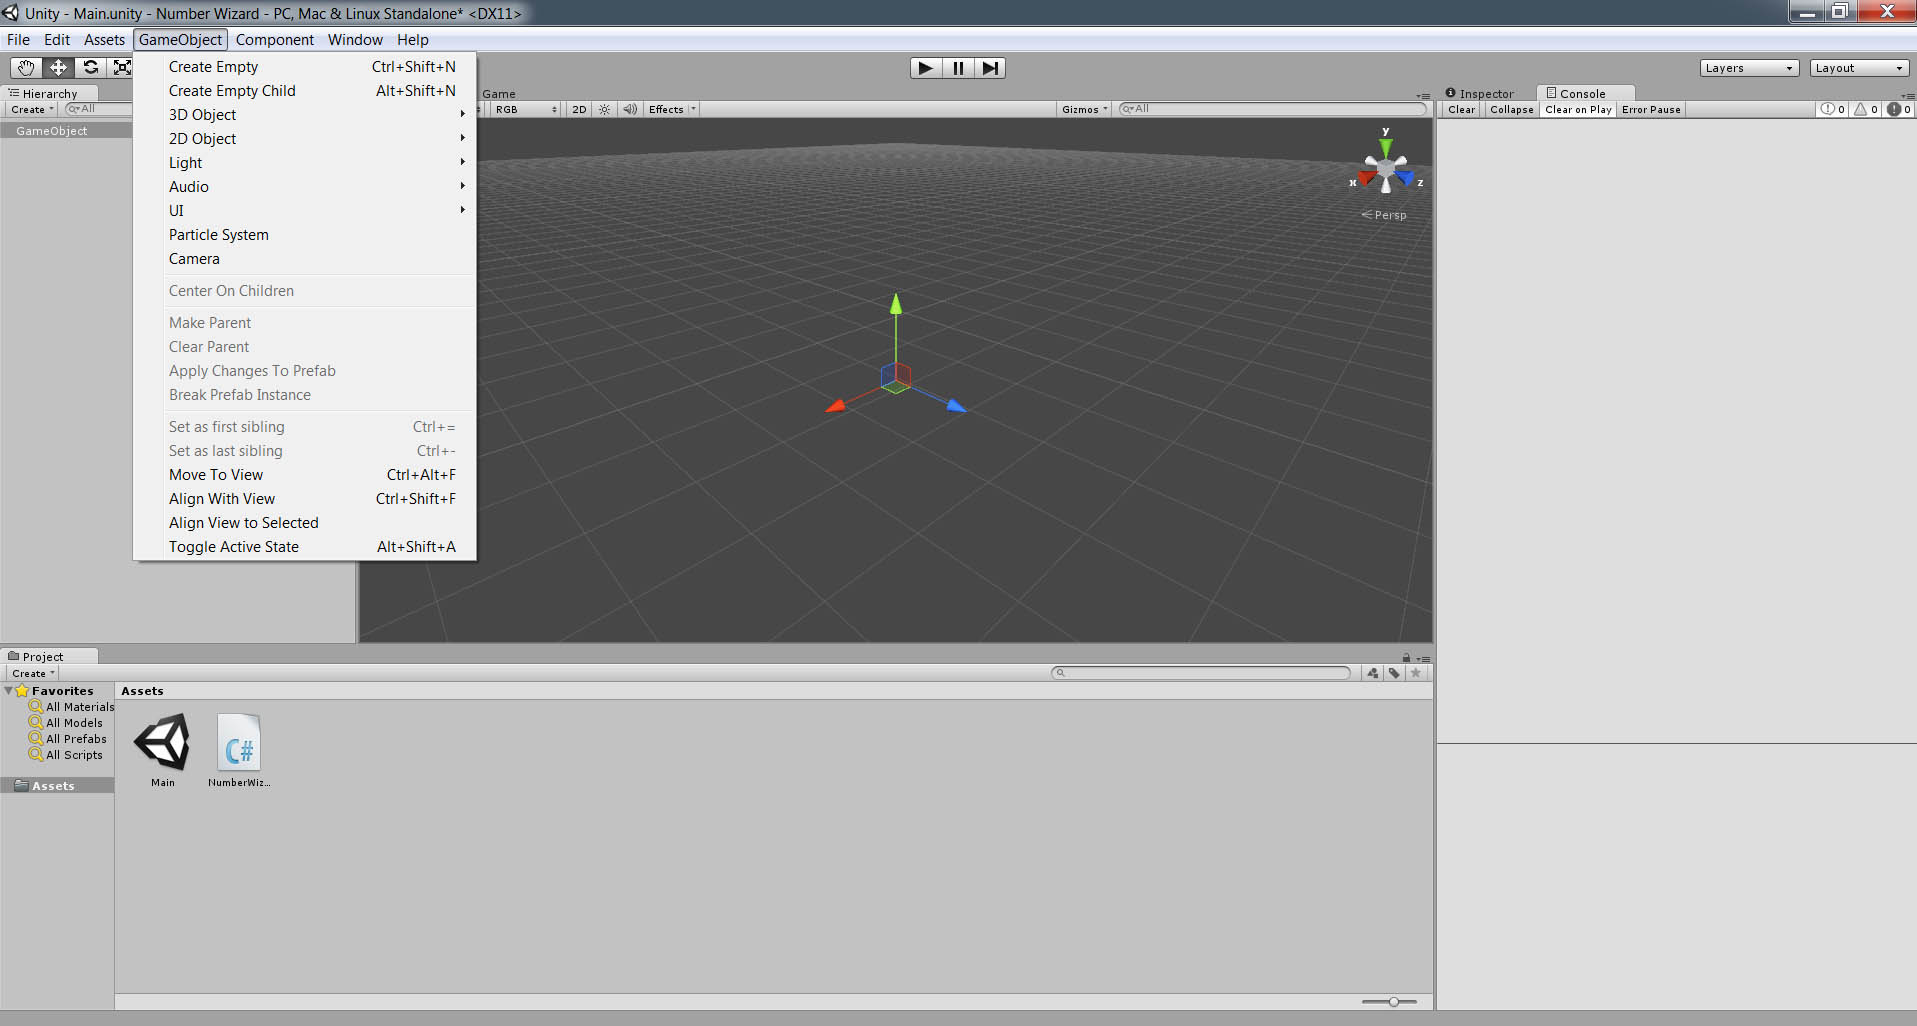 Unity - Main.unity - Number Wizard - PC, Mac & Linux Standalone* <DX11>
File Edit Assets GameObject Component Window Help
Layers Layout
Create Empty Ctrl+Shift+N
Create Empty Child Alt+Shift+N
3D Object
2D Object
Light
Audio
UI
Particle System
Camera
Center On Children
Make Parent
Clear Parent
Apply Changes To Prefab
Break Prefab Instance
Set as first sibling Ctrl+=
Set as last sibling Ctrl+-
Move To View Ctrl+Alt+F
Align With View Ctrl+Shift+F
Align View to Selected
Toggle Active State Alt+Shift+A
Hierarchy
Create All
GameObject
Game
RGB 2D Effects Gizmos All
y
x z
Persp
Inspector Console
Clear Collapse Clear on Play Error Pause 0 0 0
Project
Create
Favorites
All Materials
All Models
All Prefabs
All Scripts
Assets
Assets
C#
Main NumberWiz...